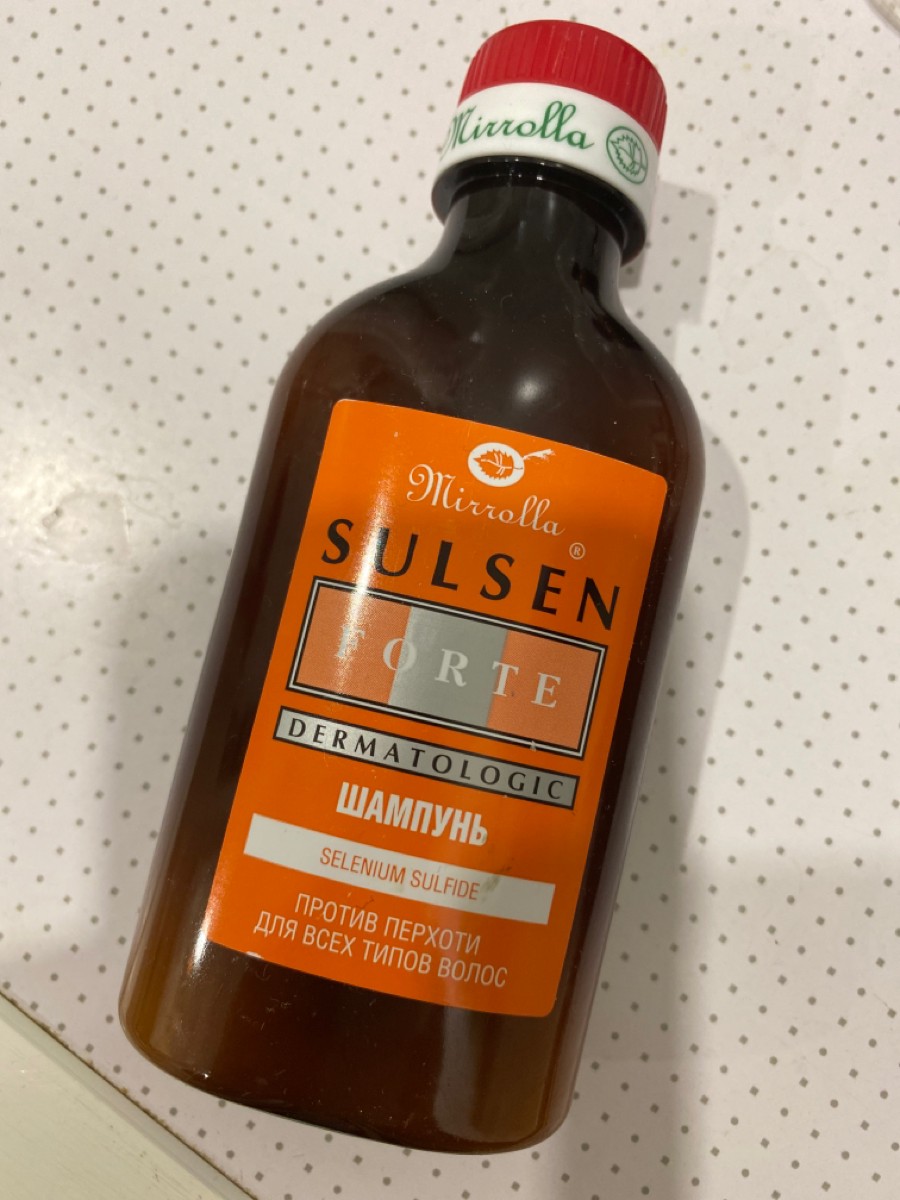 Mirrolla
Mirrolla
SULSEN®
FORTE
DERMATOLOGIC
ШАМПУНЬ
SELENIUM SULFIDE
ПРОТИВ ПЕРХОТИ
ДЛЯ ВСЕХ ТИПОВ ВОЛОС